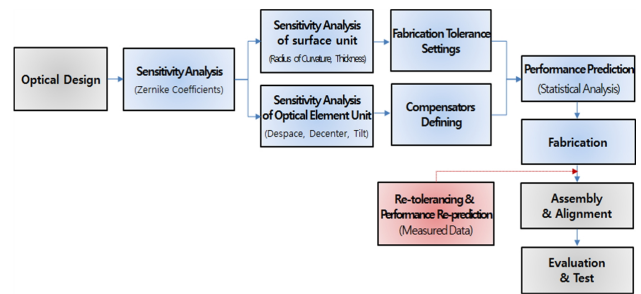 Optical Design
Sensitivity Analysis
(Zernike Coefficients)
Sensitivity Analysis
of surface unit
(Radius of Curvature, Thickness)
Fabrication Tolerance
Settings
Sensitivity Analysis
of Optical Element Unit
(Despace, Decenter, Tilt)
Compensators
Defining
Performance Prediction
(Statistical Analysis)
Fabrication
Re-tolerancing &
Performance Re-prediction
(Measured Data)
Assembly
& Alignment
Evaluation
& Test